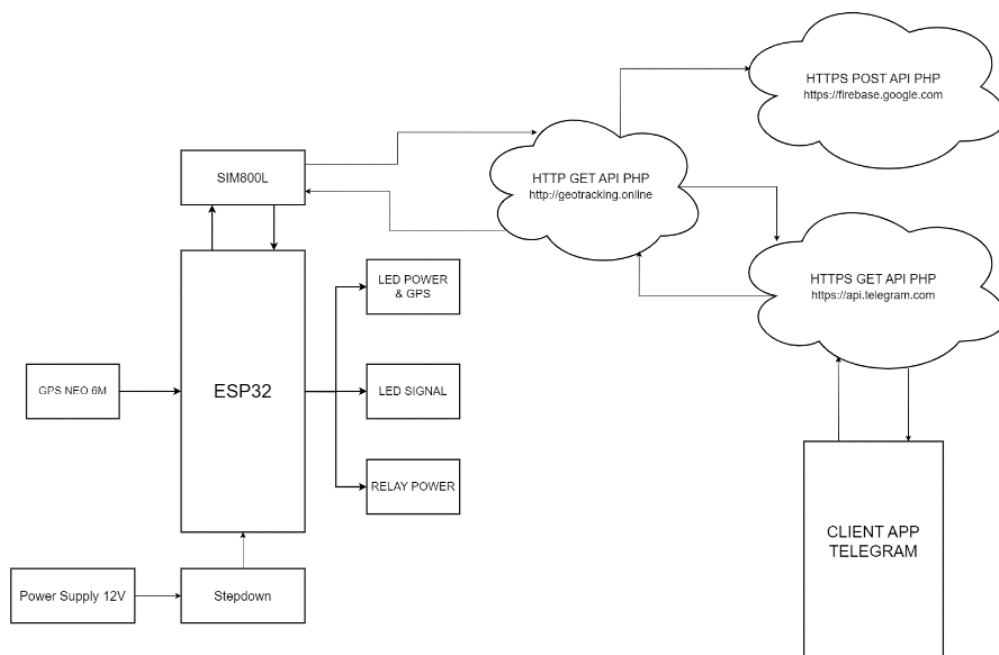 HTTPS POST API PHP
https://firebase.google.com
SIM800L
HTTP GET API PHP
http://geotracking.online
HTTPS GET API PHP
https://api.telegram.com
LED POWER
& GPS
GPS NEO 6M
ESP32
LED SIGNAL
RELAY POWER
CLIENT APP
TELEGRAM
Power Supply 12V
Stepdown